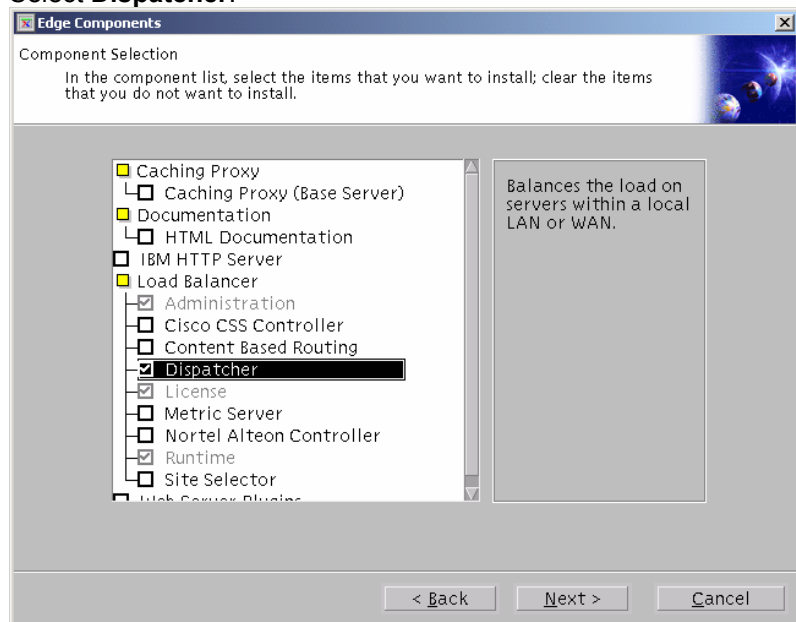 Select Dispatcher.
Edge Components
Component Selection
In the component list, select the items that you want to install; clear the items
that you do not want to install.
Caching Proxy
Caching Proxy (Base Server)
Documentation
HTML Documentation
IBM HTTP Server
Load Balancer
Administration
Cisco CSS Controller
Content Based Routing
Dispatcher
License
Metric Server
Nortel Alteon Controller
Runtime
Site Selector
Web Server Plugins
Balances the load on
servers within a local
LAN or WAN.
< Back
Next >
Cancel